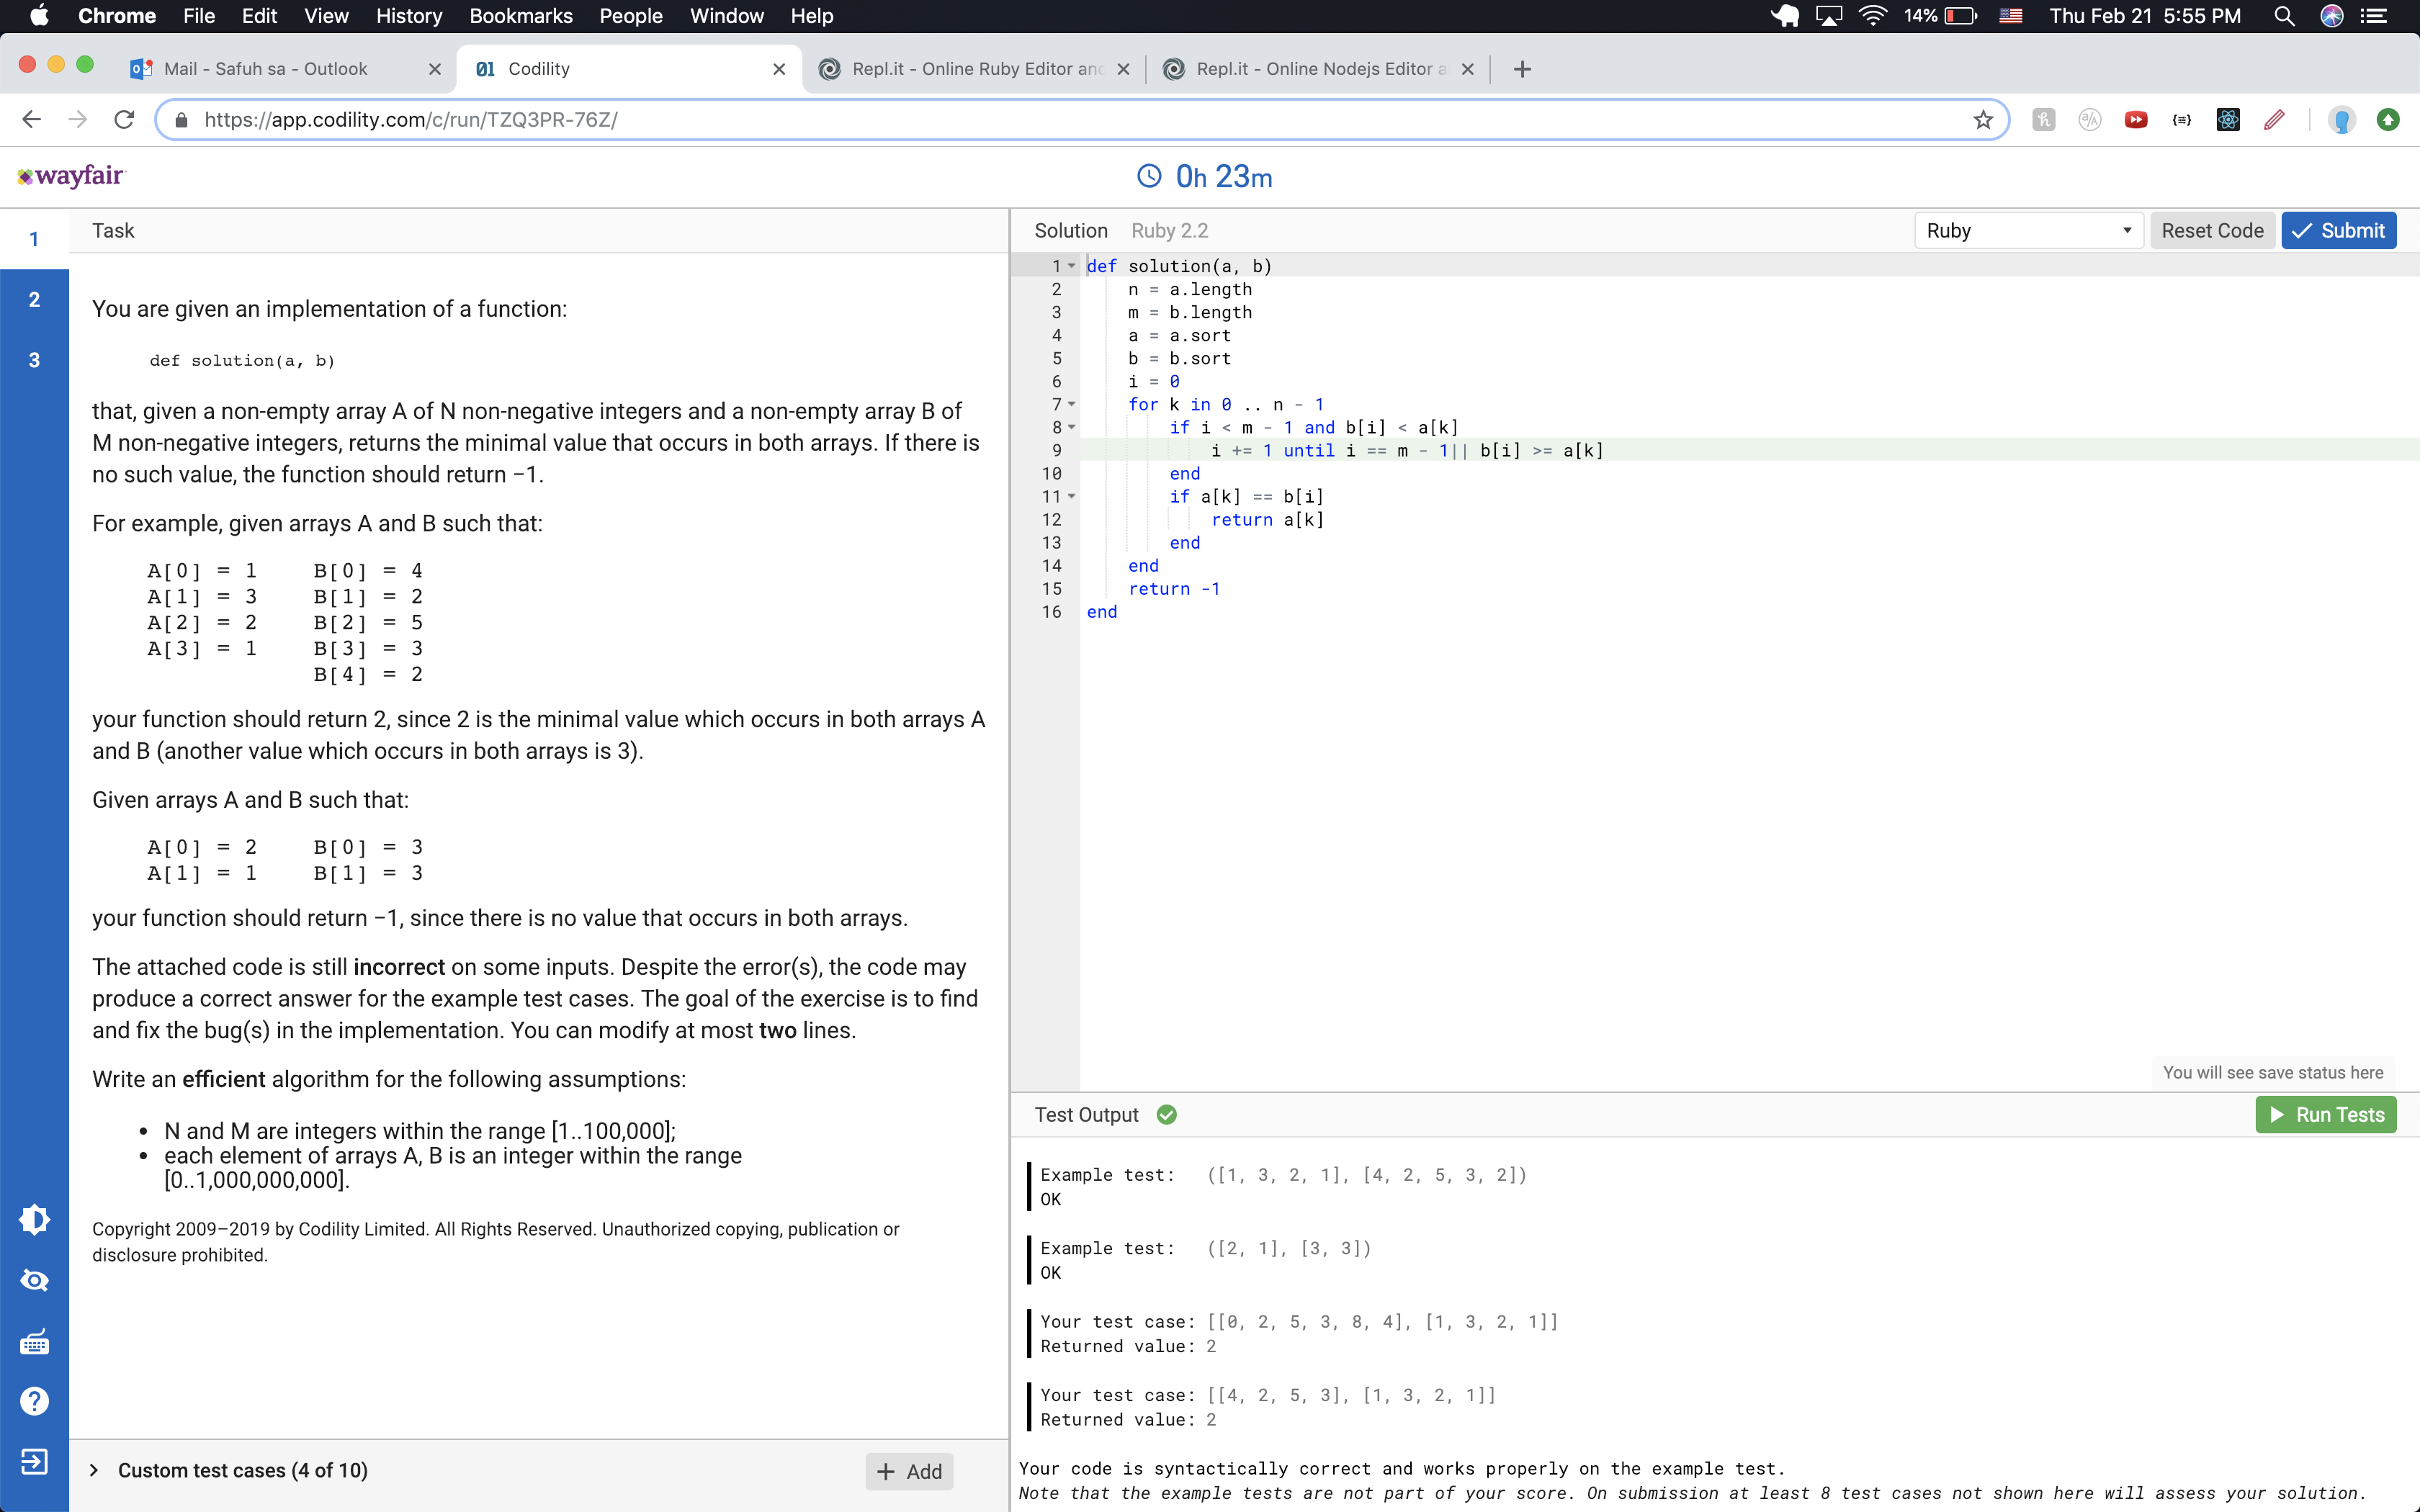 Chrome File Edit View History Bookmarks People Window Help 14% Thu Feb 21 5:55 PM
Mail - Safuh sa - Outlook Codility Repl.it - Online Ruby Editor and Repl.it - Online Nodejs Editor a
https://app.codility.com/c/run/TZQ3PR-76Z/
wayfair 0h 23m
1 Task
2
3
You are given an implementation of a function:
def solution(a, b)
that, given a non-empty array A of N non-negative integers and a non-empty array B of
M non-negative integers, returns the minimal value that occurs in both arrays. If there is
no such value, the function should return −1.
For example, given arrays A and B such that:
A[0] = 1 B[0] = 4
A[1] = 3 B[1] = 2
A[2] = 2 B[2] = 5
A[3] = 1 B[3] = 3
B[4] = 2
your function should return 2, since 2 is the minimal value which occurs in both arrays A
and B (another value which occurs in both arrays is 3).
Given arrays A and B such that:
A[0] = 2 B[0] = 3
A[1] = 1 B[1] = 3
your function should return −1, since there is no value that occurs in both arrays.
The attached code is still incorrect on some inputs. Despite the error(s), the code may
produce a correct answer for the example test cases. The goal of the exercise is to find
and fix the bug(s) in the implementation. You can modify at most two lines.
Write an efficient algorithm for the following assumptions:
• N and M are integers within the range [1..100,000];
• each element of arrays A, B is an integer within the range
[0..1,000,000,000].
Copyright 2009–2019 by Codility Limited. All Rights Reserved. Unauthorized copying, publication or
disclosure prohibited.
Custom test cases (4 of 10) + Add
Solution Ruby 2.2 Ruby Reset Code Submit
1 def solution(a, b)
2 n = a.length
3 m = b.length
4 a = a.sort
5 b = b.sort
6 i = 0
7 for k in 0 .. n - 1
8 if i < m - 1 and b[i] < a[k]
9 i += 1 until i == m - 1|| b[i] >= a[k]
10 end
11 if a[k] == b[i]
12 return a[k]
13 end
14 end
15 return -1
16 end
You will see save status here
Test Output Run Tests
Example test: ([1, 3, 2, 1], [4, 2, 5, 3, 2])
OK
Example test: ([2, 1], [3, 3])
OK
Your test case: [[0, 2, 5, 3, 8, 4], [1, 3, 2, 1]]
Returned value: 2
Your test case: [[4, 2, 5, 3], [1, 3, 2, 1]]
Returned value: 2
Your code is syntactically correct and works properly on the example test.
Note that the example tests are not part of your score. On submission at least 8 test cases not shown here will assess your solution.